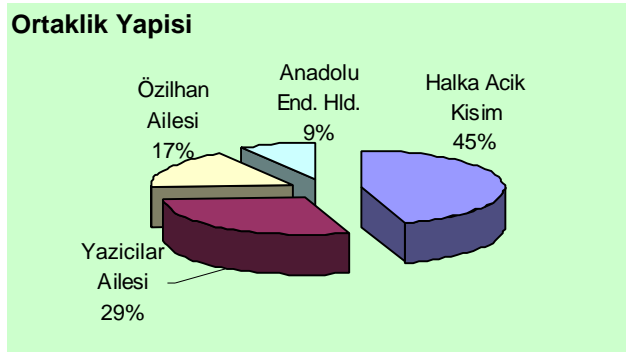 Ortaklik Yapisi
Özilhan
Ailesi
17%
Anadolu
End. Hld.
9%
Halka Acik
Kisim
45%
Yazicilar
Ailesi
29%